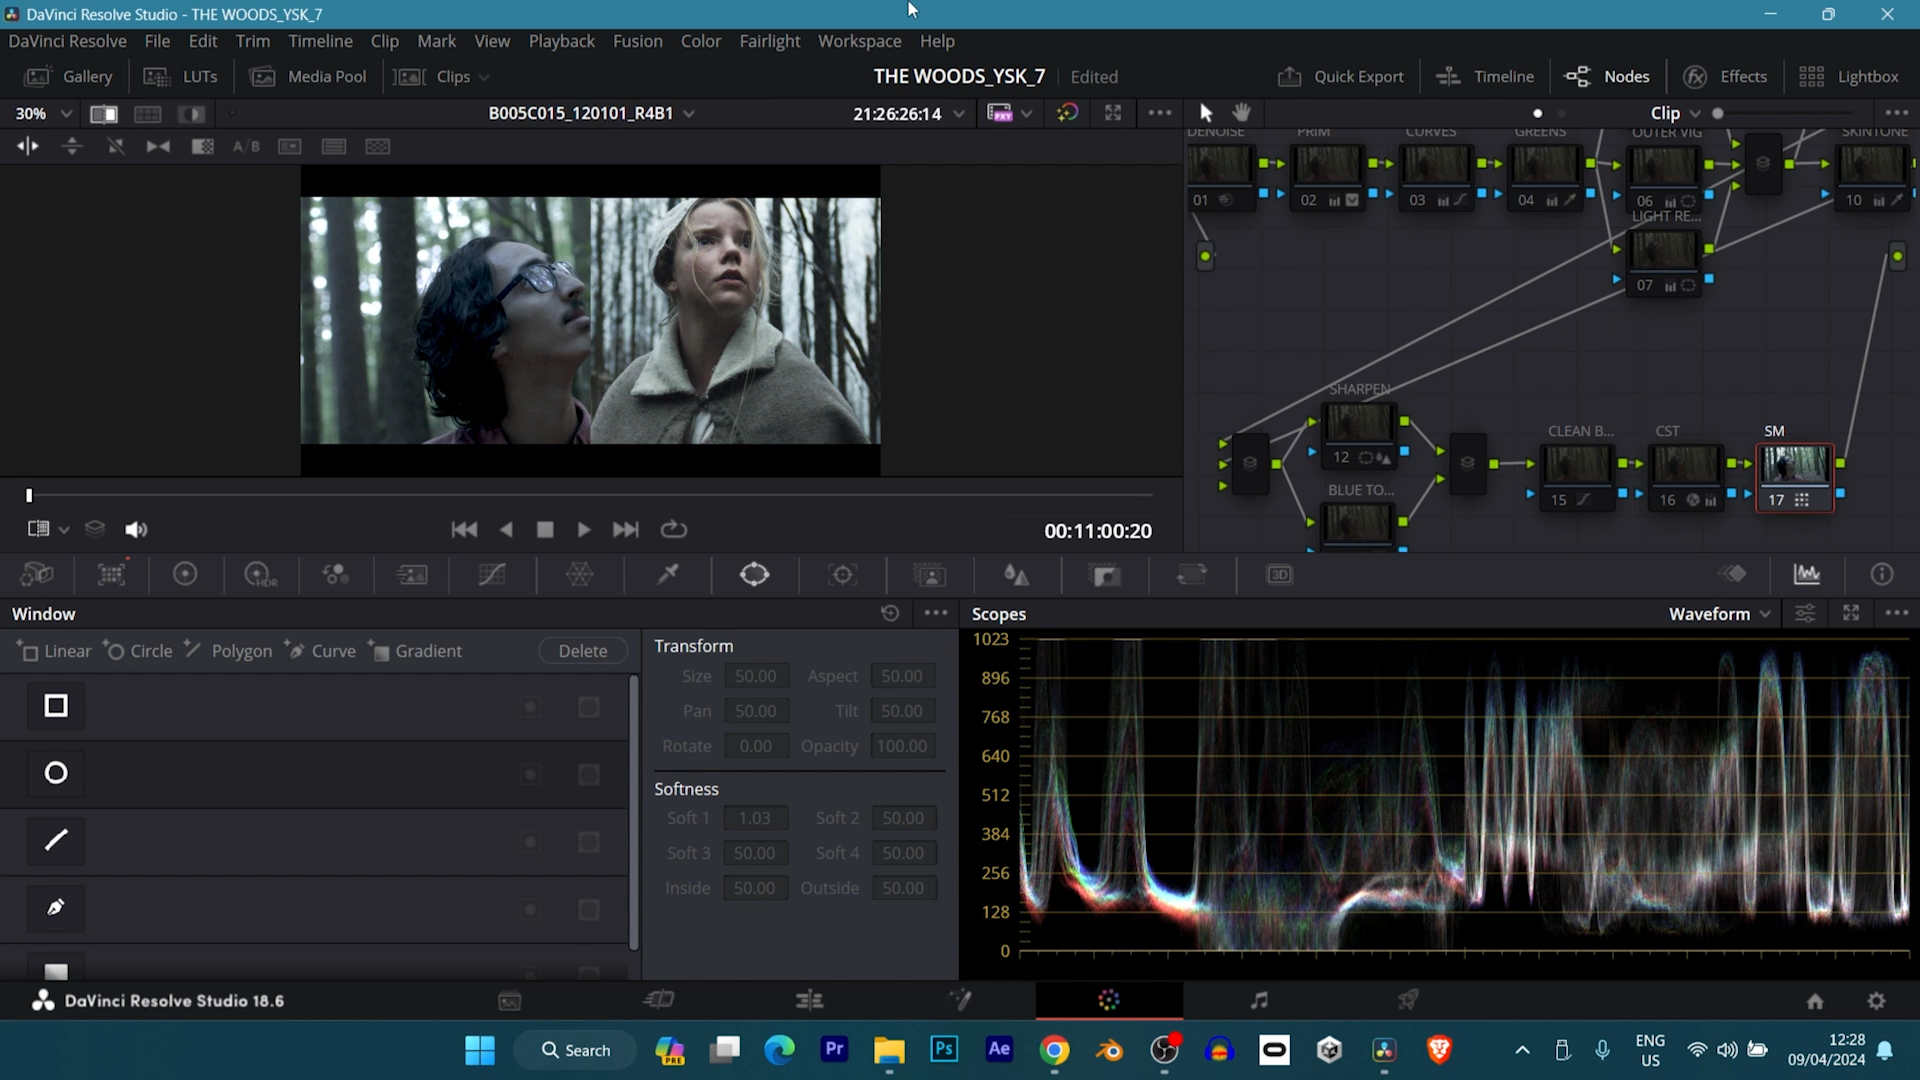 DaVinci Resolve Studio - THE WOODS_YSK_7
DaVinci Resolve File Edit Trim Timeline Clip Mark View Playback Fusion Color Fairlight Workspace Help
Gallery LUTs Media Pool Clips THE WOODS_YSK_7 Edited Quick Export Timeline Nodes Effects Lightbox
30% B005C015_120101_R4B1 21:26:26:14 Clip
A/B
DENOISE PRIM CURVES GREENS OUTER VIG SKINTONE
01 02 03 04 06 10
LIGHT RE...
07
SHARPEN
12
CLEAN B... CST SM
15 16 17
BLUE TO...
00:11:00:20
HDR
3D
Window Scopes Waveform
Linear Circle Polygon Curve Gradient Delete
Transform
Size 50.00 Aspect 50.00
Pan 50.00 Tilt 50.00
Rotate 0.00 Opacity 100.00
Softness
Soft 1 1.03 Soft 2 50.00
Soft 3 50.00 Soft 4 50.00
Inside 50.00 Outside 50.00
1023
896
768
640
512
384
256
128
0
DaVinci Resolve Studio 18.6
Search PRE Pr Ps Ae
ENG
US
12:28
09/04/2024